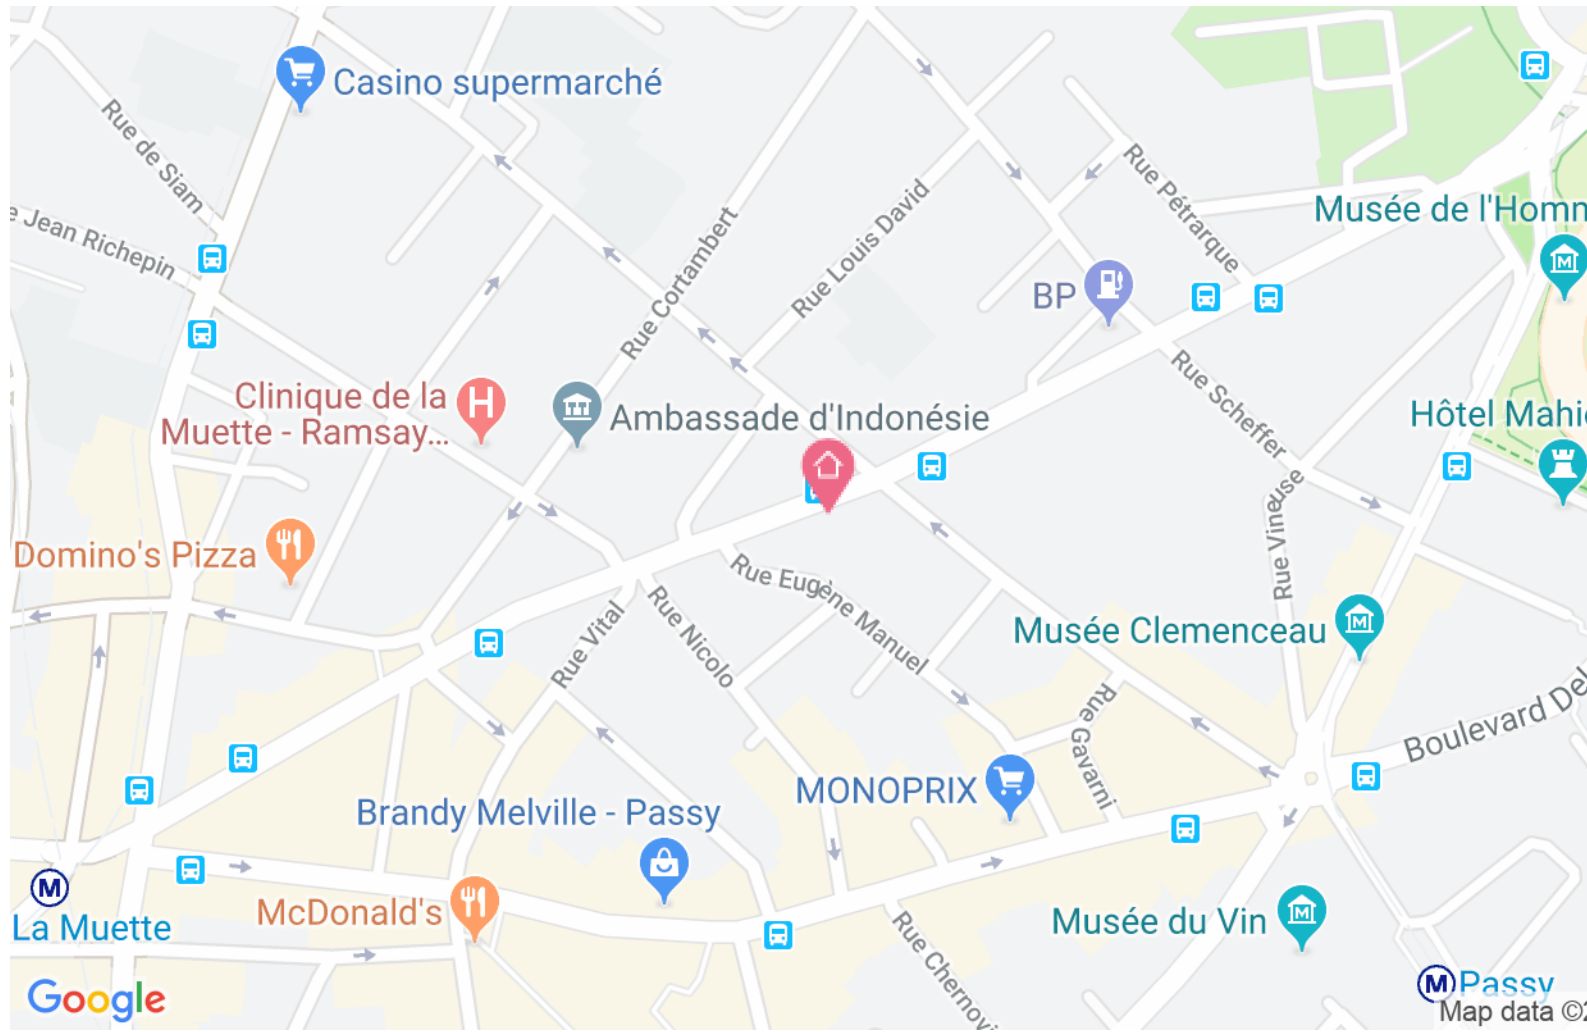 Casino supermarché
Rue de Siam
e Jean Richepin
Rue Cortambert
Rue Louis David
Rue Pétrarque
Musée de l'Homm
BP
Rue Scheffer
Hôtel Mahie
Clinique de la
Muette - Ramsay...
Ambassade d'Indonésie
Domino's Pizza
Rue Vineuse
Rue Eugène Manuel
Rue Vital
Rue Nicolo
Musée Clemenceau
Rue Gavarni
Boulevard Del
MONOPRIX
Brandy Melville - Passy
M
La Muette
McDonald's
Musée du Vin
Rue Chernovi
M Passy
Google
Map data ©2